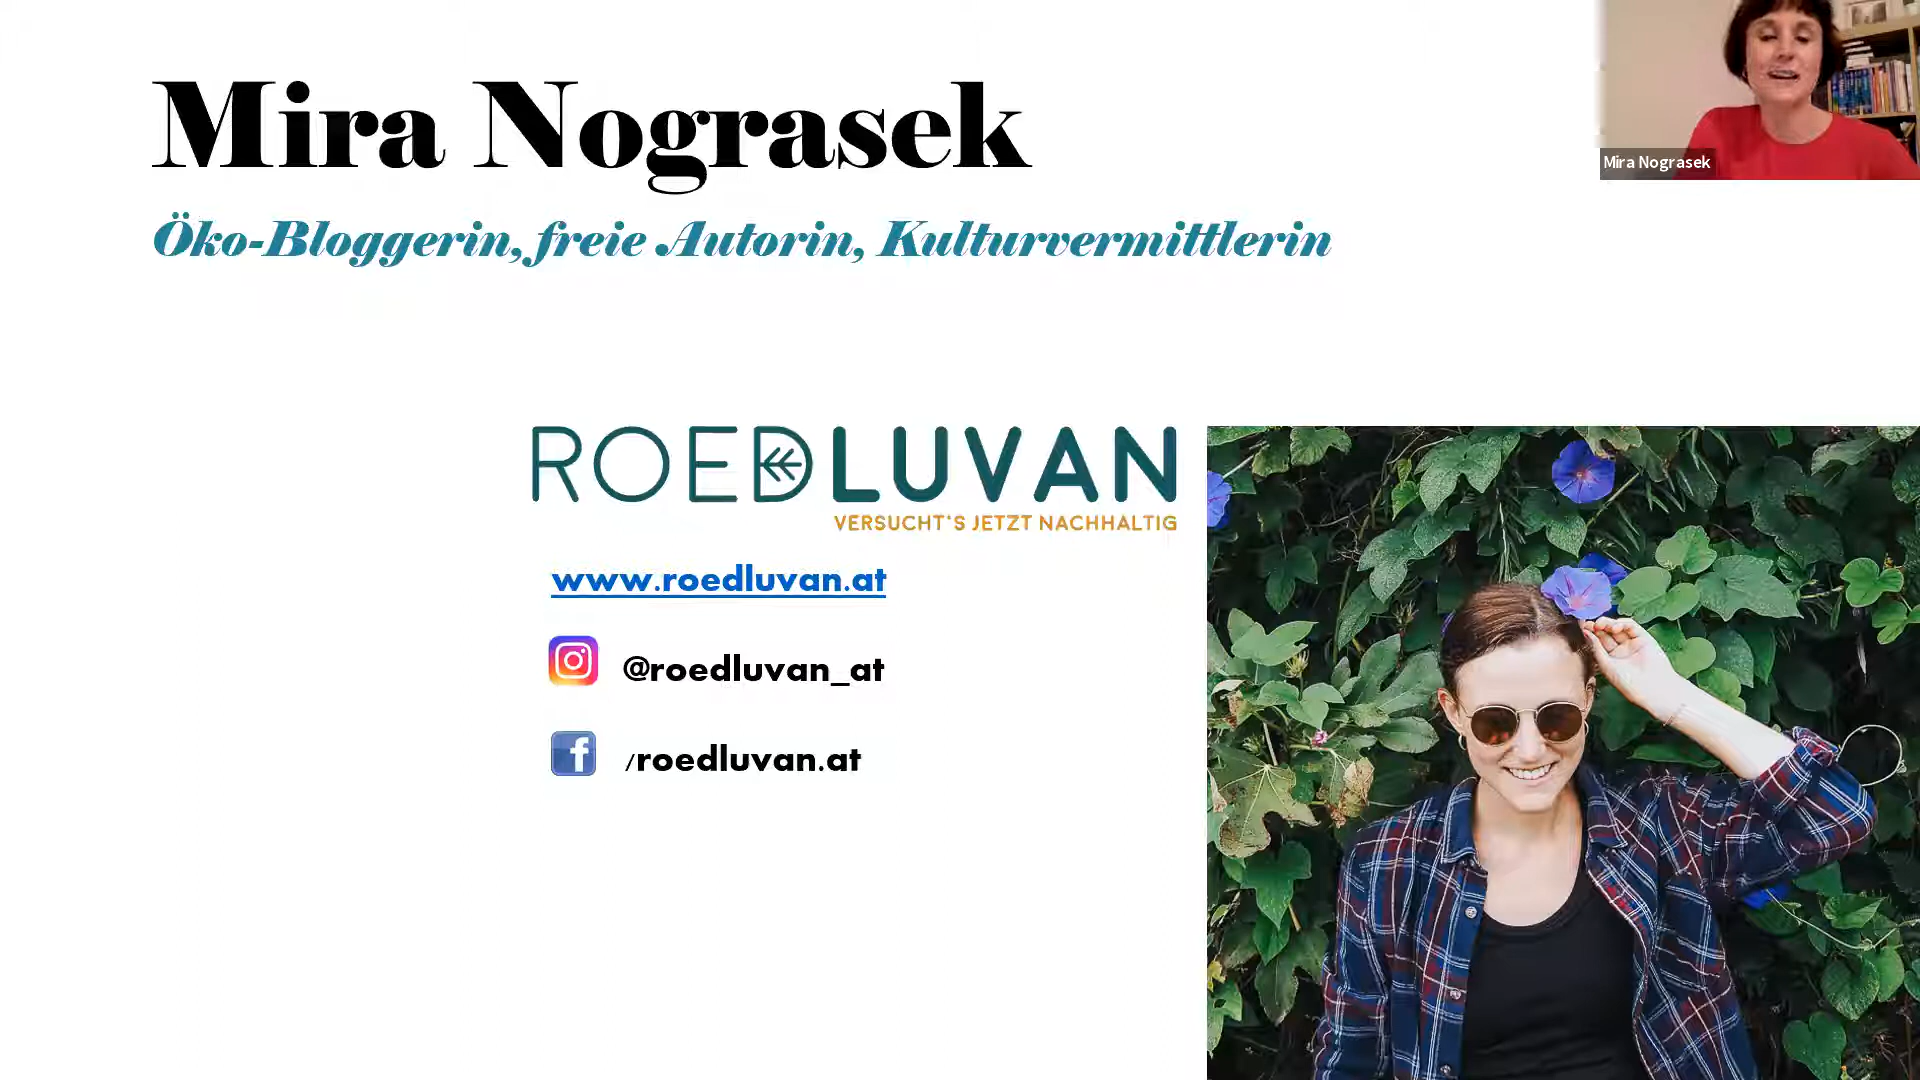 Mira Nograsek
Mira Nograsek
Öko-Bloggerin, freie Autorin, Kulturvermittlerin
ROEDLUVAN
VERSUCHT'S JETZT NACHHALTIG
www.roedluvan.at
@roedluvan_at
f /roedluvan.at